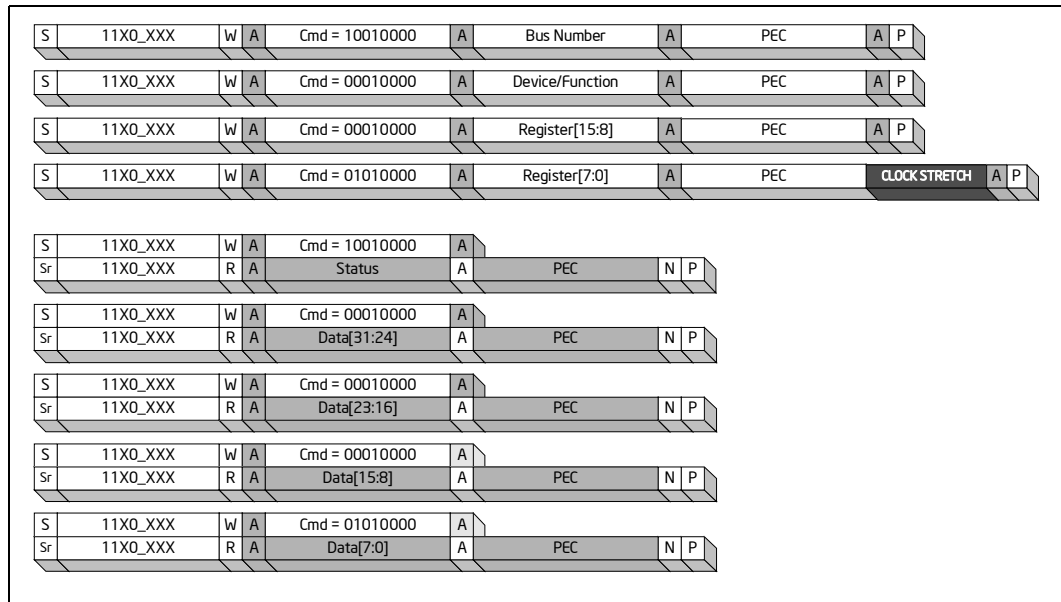 S 11X0_XXX W A Cmd = 10010000 A Bus Number A PEC A P
S 11X0_XXX W A Cmd = 00010000 A Device/Function A PEC A P
S 11X0_XXX W A Cmd = 00010000 A Register[15:8] A PEC A P
S 11X0_XXX W A Cmd = 01010000 A Register[7:0] A PEC CLOCK STRETCH A P
S 11X0_XXX W A Cmd = 10010000 A
Sr 11X0_XXX R A Status A PEC N P
S 11X0_XXX W A Cmd = 00010000 A
Sr 11X0_XXX R A Data[31:24] A PEC N P
S 11X0_XXX W A Cmd = 00010000 A
Sr 11X0_XXX R A Data[23:16] A PEC N P
S 11X0_XXX W A Cmd = 00010000 A
Sr 11X0_XXX R A Data[15:8] A PEC N P
S 11X0_XXX W A Cmd = 01010000 A
Sr 11X0_XXX R A Data[7:0] A PEC N P